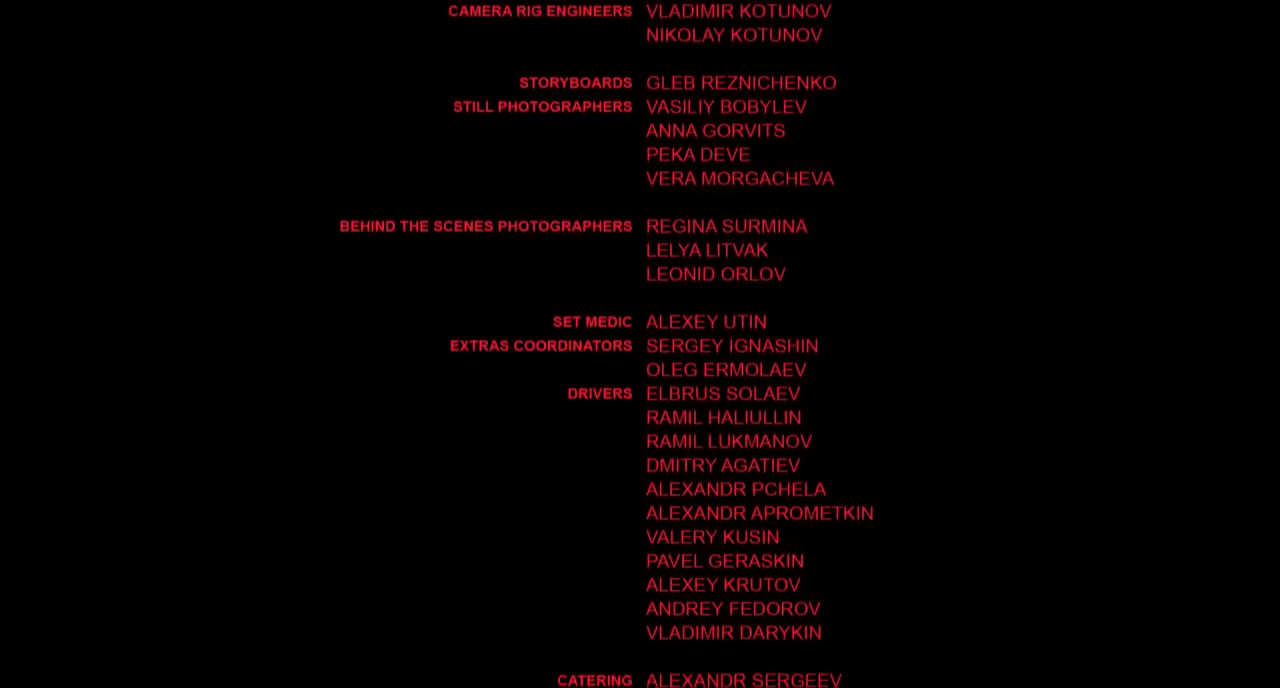 CAMERA RIG ENGINEERS VLADIMIR KOTUNOV
NIKOLAY KOTUNOV
STORYBOARDS GLEB REZNICHENKO
STILL PHOTOGRAPHERS VASILIY BOBYLEV
ANNA GORVITS
PEKA DEVE
VERA MORGACHEVA
BEHIND THE SCENES PHOTOGRAPHERS REGINA SURMINA
LELYA LITVAK
LEONID ORLOV
SET MEDIC ALEXEY UTIN
EXTRAS COORDINATORS SERGEY IGNASHIN
OLEG ERMOLAEV
DRIVERS ELBRUS SOLAEV
RAMIL HALIULLIN
RAMIL LUKMANOV
DMITRY AGATIEV
ALEXANDR PCHELA
ALEXANDR APROMETKIN
VALERY KUSIN
PAVEL GERASKIN
ALEXEY KRUTOV
ANDREY FEDOROV
VLADIMIR DARYKIN
CATERING ALEXANDR SERGEEV